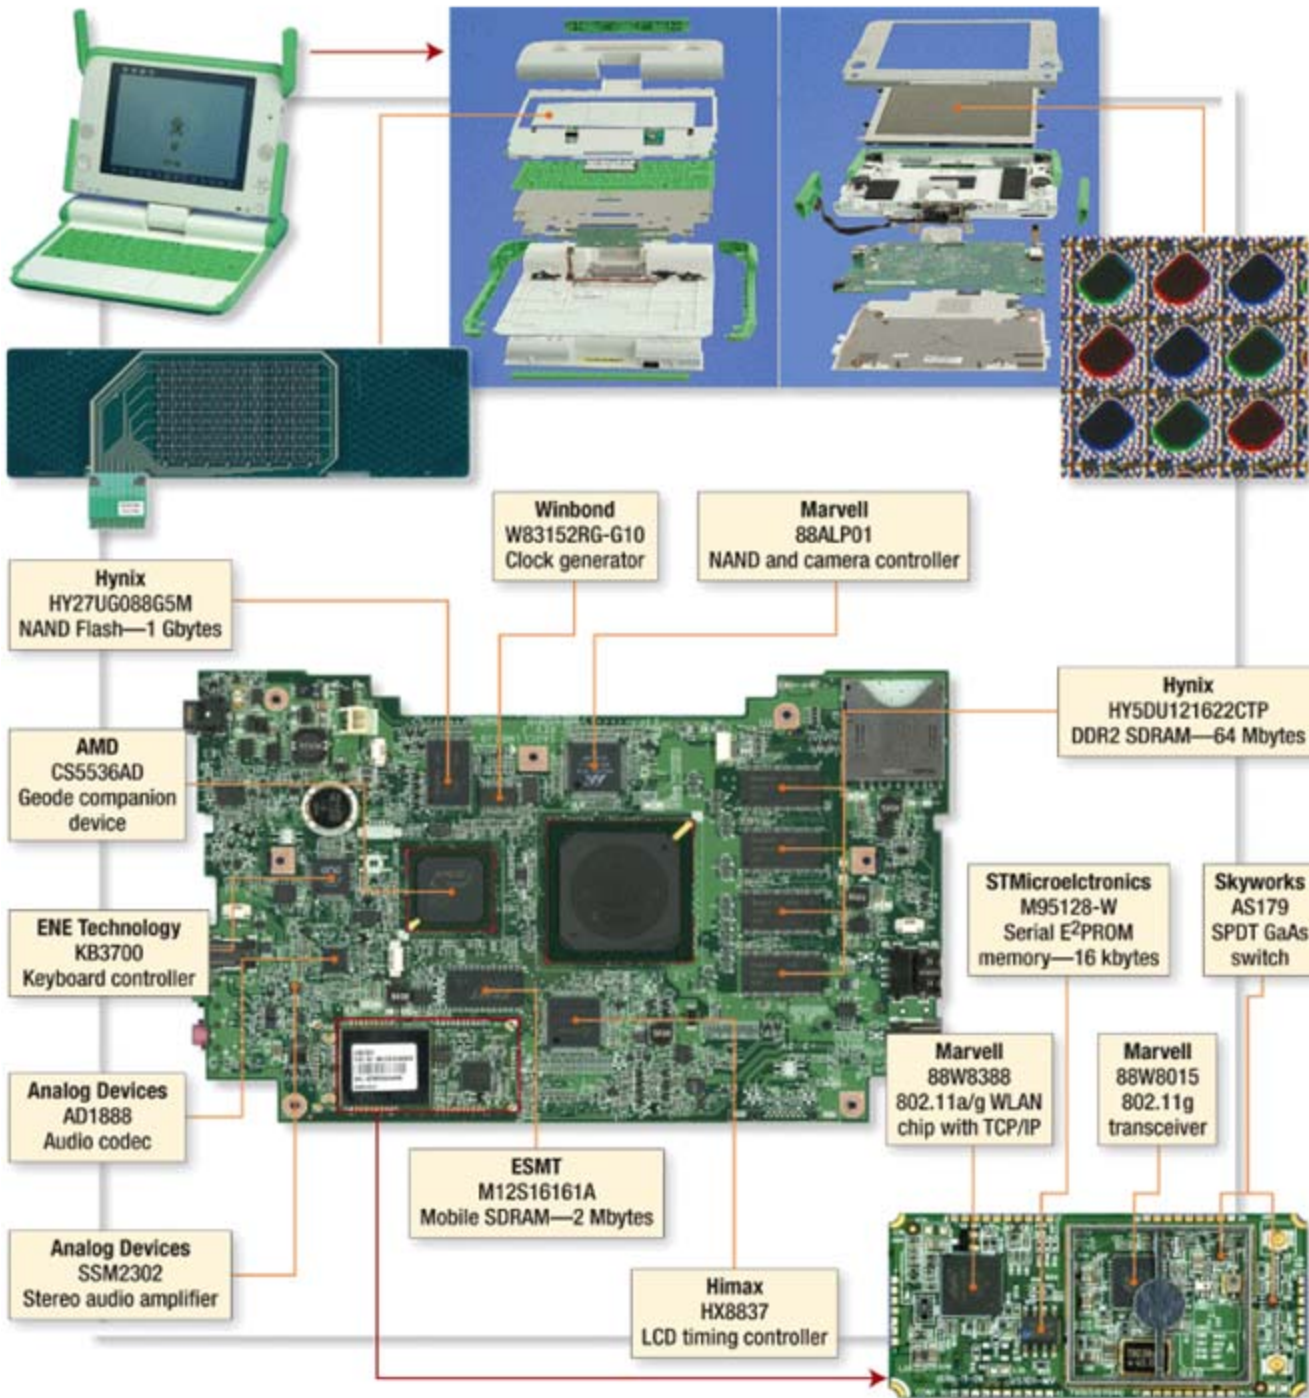 Winbond
W83152RG-G10
Clock generator
Marvell
88ALP01
NAND and camera controller
Hynix
HY27UG088G5M
NAND Flash—1 Gbytes
Hynix
HY5DU121622CTP
DDR2 SDRAM—64 Mbytes
AMD
CS5536AD
Geode companion
device
STMicroelctronics
M95128-W
Serial E²PROM
memory—16 kbytes
Skyworks
AS179
SPDT GaAs
switch
ENE Technology
KB3700
Keyboard controller
Marvell
88W8388
802.11a/g WLAN
chip with TCP/IP
Marvell
88W8015
802.11g
transceiver
Analog Devices
AD1888
Audio codec
ESMT
M12S16161A
Mobile SDRAM—2 Mbytes
Analog Devices
SSM2302
Stereo audio amplifier
Himax
HX8837
LCD timing controller